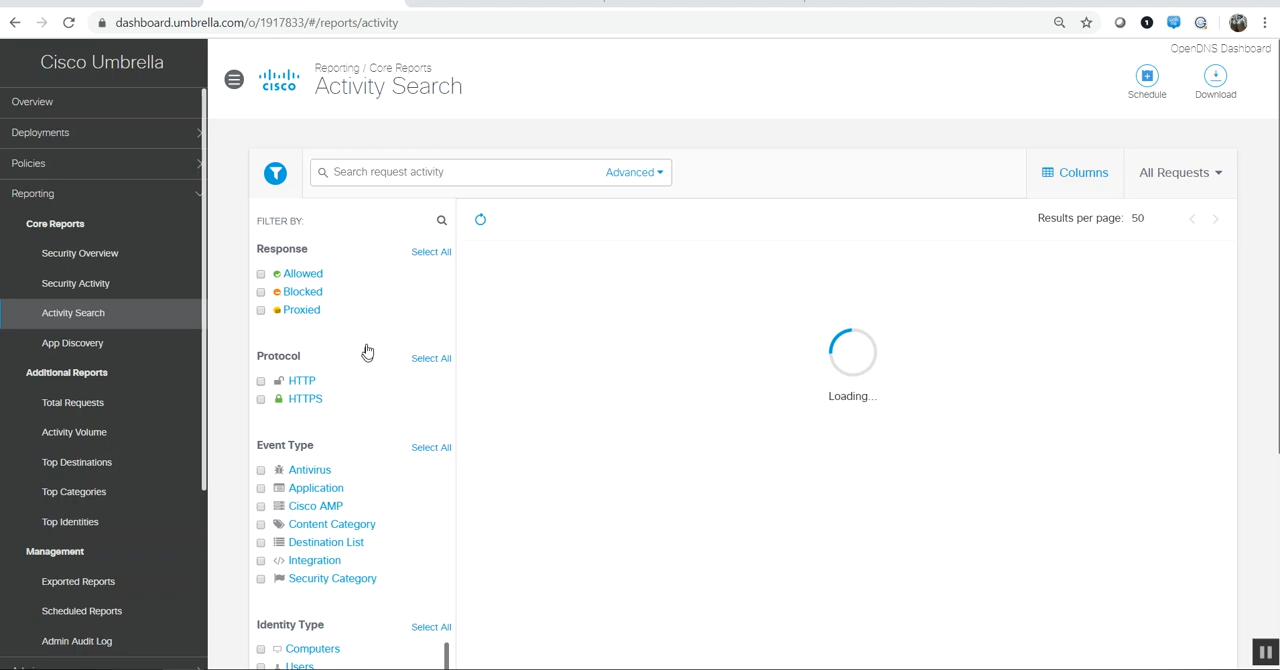 dashboard.umbrella.com/o/1917833/#/reports/activity
1
Cisco Umbrella
OpenDNS Dashboard
Overview
Deployments
Policies
Reporting
Core Reports
Security Overview
Security Activity
Activity Search
App Discovery
Additional Reports
Total Requests
Activity Volume
Top Destinations
Top Categories
Top Identities
Management
Exported Reports
Scheduled Reports
Admin Audit Log
cisco
Reporting / Core Reports
Activity Search
Schedule
Download
Search request activity
Advanced
Columns
All Requests
FILTER BY:
Results per page: 50
Response Select All
Allowed
Blocked
Proxied
Protocol Select All
HTTP
HTTPS
Event Type Select All
Antivirus
Application
Cisco AMP
Content Category
Destination List
Integration
Security Category
Identity Type Select All
Computers
Users
Loading...